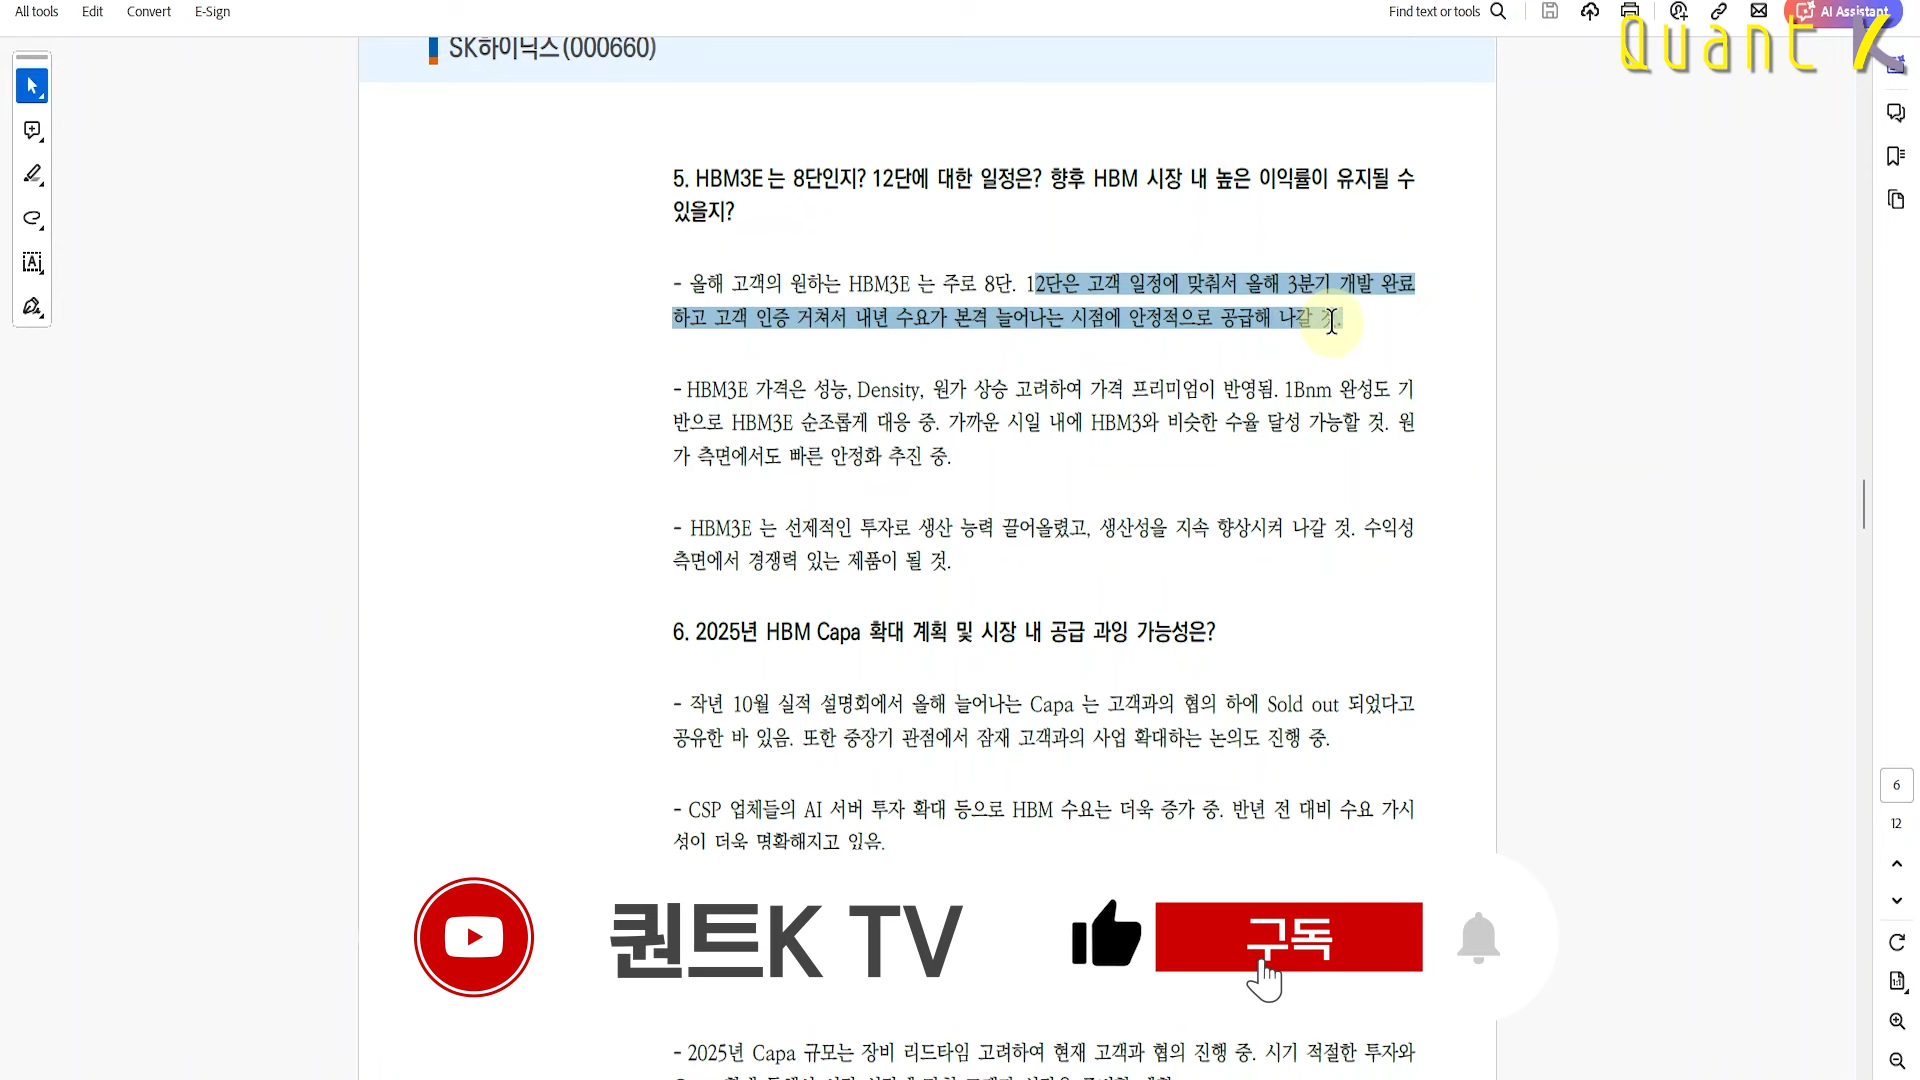 All tools Edit Convert E-Sign Find text or tools AI Assistant
Quant K
SK하이닉스(000660)
5. HBM3E는 8단인지? 12단에 대한 일정은? 향후 HBM 시장 내 높은 이익률이 유지될 수
있을지?
- 올해 고객의 원하는 HBM3E 는 주로 8단. 12단은 고객 일정에 맞춰서 올해 3분기 개발 완료
하고 고객 인증 거쳐서 내년 수요가 본격 늘어나는 시점에 안정적으로 공급해 나갈 것.
- HBM3E 가격은 성능, Density, 원가 상승 고려하여 가격 프리미엄이 반영됨. 1Bnm 완성도 기
반으로 HBM3E 순조롭게 대응 중. 가까운 시일 내에 HBM3와 비슷한 수율 달성 가능할 것. 원
가 측면에서도 빠른 안정화 추진 중.
- HBM3E 는 선제적인 투자로 생산 능력 끌어올렸고, 생산성을 지속 향상시켜 나갈 것. 수익성
측면에서 경쟁력 있는 제품이 될 것.
6. 2025년 HBM Capa 확대 계획 및 시장 내 공급 과잉 가능성은?
- 작년 10월 실적 설명회에서 올해 늘어나는 Capa 는 고객과의 협의 하에 Sold out 되었다고
공유한 바 있음. 또한 중장기 관점에서 잠재 고객과의 사업 확대하는 논의도 진행 중.
- CSP 업체들의 AI 서버 투자 확대 등으로 HBM 수요는 더욱 증가 중. 반년 전 대비 수요 가시
성이 더욱 명확해지고 있음.
6
12
퀀트K TV 구독
- 2025년 Capa 규모는 장비 리드타임 고려하여 현재 고객과 협의 진행 중. 시기 적절한 투자와